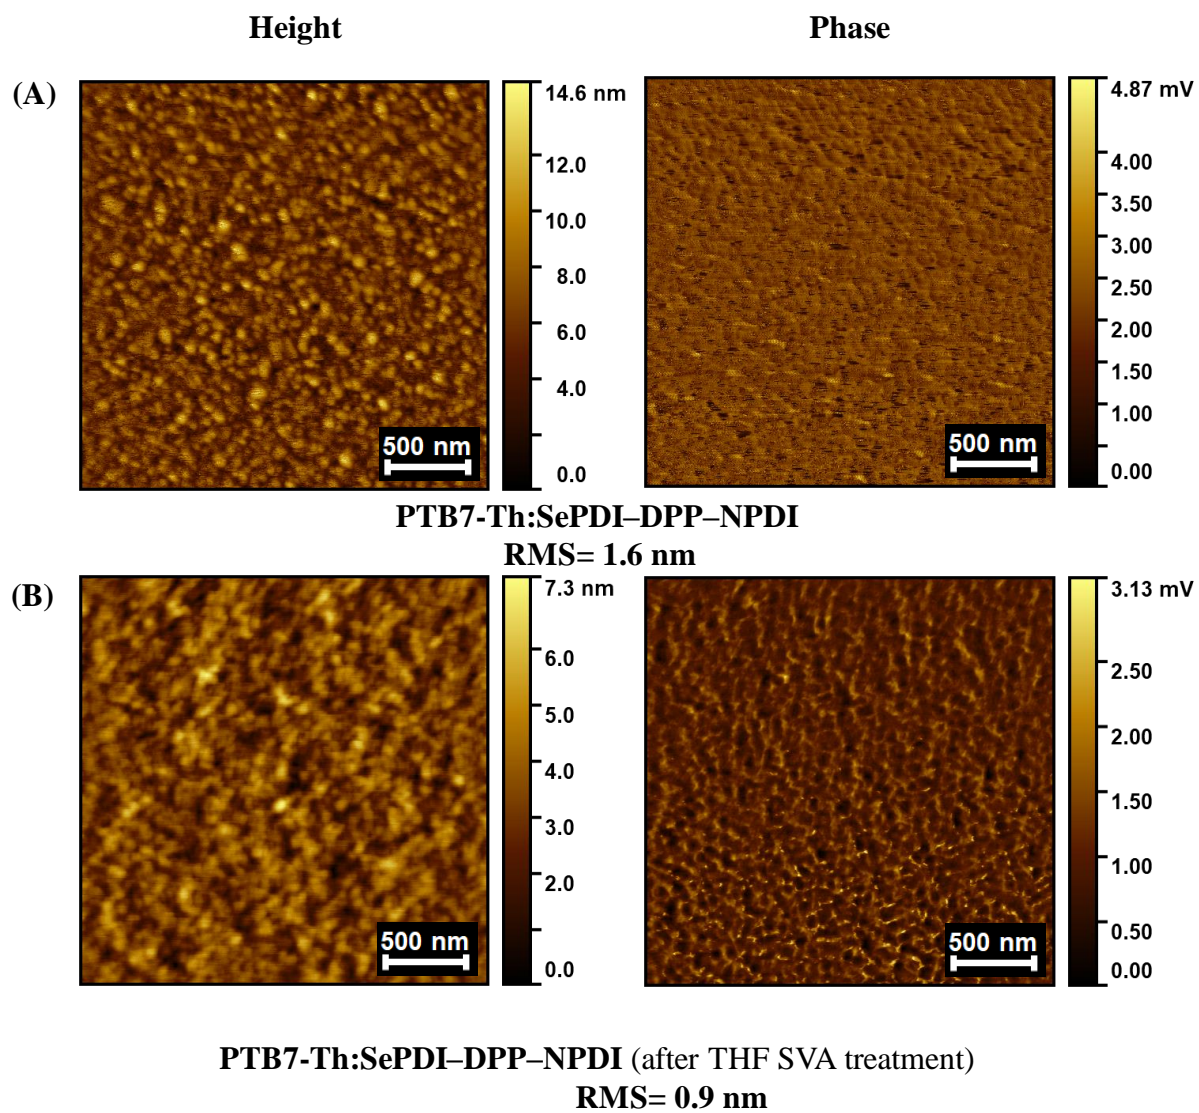 Height
Phase
(A)
14.6 nm
12.0
10.0
8.0
6.0
4.0
0.0
500 nm
4.87 mV
4.00
3.50
3.00
2.50
2.00
1.50
1.00
0.00
500 nm
PTB7-Th:SePDI–DPP–NPDI
RMS= 1.6 nm
(B)
7.3 nm
6.0
5.0
4.0
3.0
2.0
0.0
500 nm
3.13 mV
2.50
2.00
1.50
1.00
0.50
0.00
500 nm
PTB7-Th:SePDI–DPP–NPDI (after THF SVA treatment)
RMS= 0.9 nm